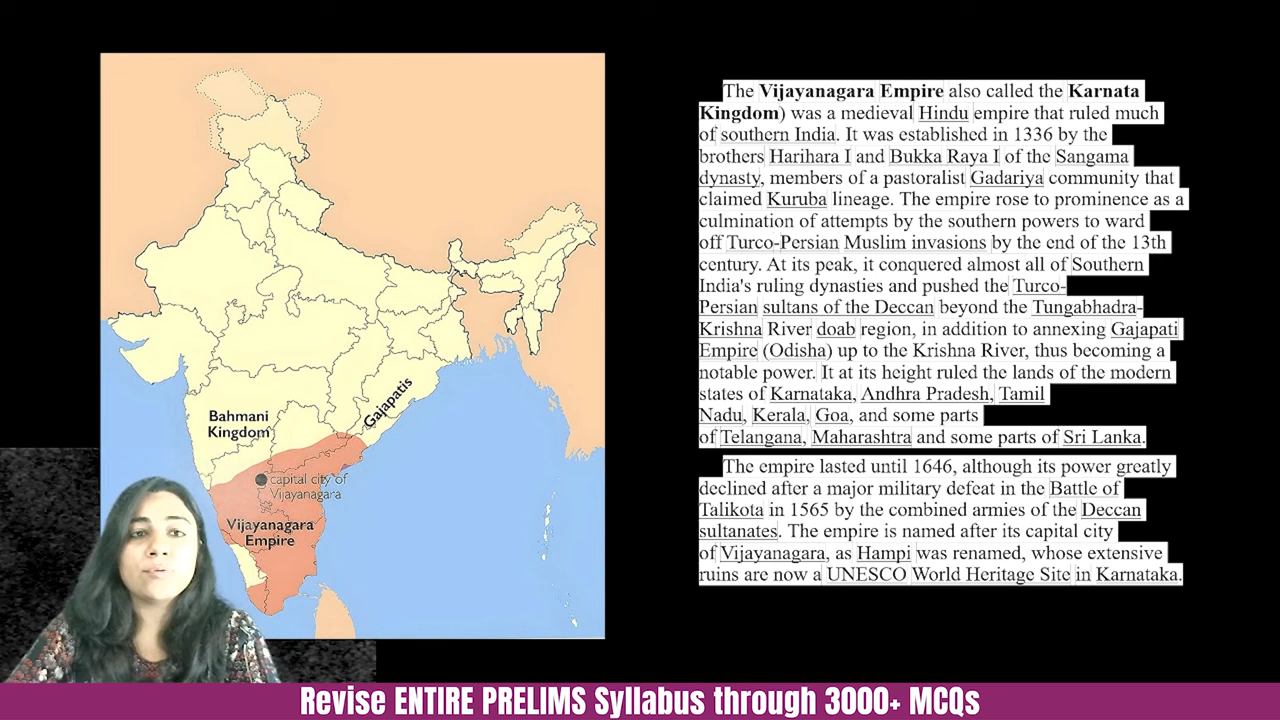 Bahmani
Kingdom
Gajapatis
capital city of
Vijayanagara
Vijayanagara
Empire
The Vijayanagara Empire also called the Karnata
Kingdom) was a medieval Hindu empire that ruled much
of southern India. It was established in 1336 by the
brothers Harihara I and Bukka Raya I of the Sangama
dynasty, members of a pastoralist Gadariya community that
claimed Kuruba lineage. The empire rose to prominence as a
culmination of attempts by the southern powers to ward
off Turco-Persian Muslim invasions by the end of the 13th
century. At its peak, it conquered almost all of Southern
India's ruling dynasties and pushed the Turco-
Persian sultans of the Deccan beyond the Tungabhadra-
Krishna River doab region, in addition to annexing Gajapati
Empire (Odisha) up to the Krishna River, thus becoming a
notable power. It at its height ruled the lands of the modern
states of Karnataka, Andhra Pradesh, Tamil
Nadu, Kerala, Goa, and some parts
of Telangana, Maharashtra and some parts of Sri Lanka.
The empire lasted until 1646, although its power greatly
declined after a major military defeat in the Battle of
Talikota in 1565 by the combined armies of the Deccan
sultanates. The empire is named after its capital city
of Vijayanagara, as Hampi was renamed, whose extensive
ruins are now a UNESCO World Heritage Site in Karnataka.
Revise ENTIRE PRELIMS Syllabus through 3000+ MCQs